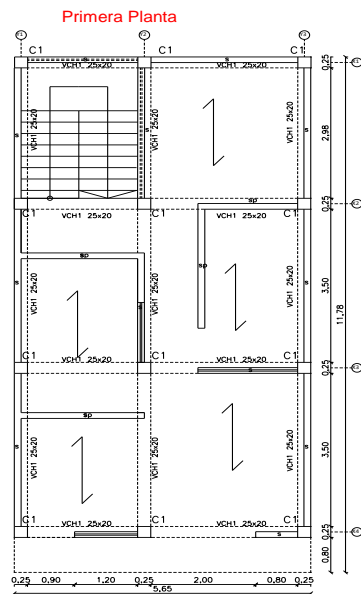 Primera Planta
C1 C1 C1
s s
VCH1 25x20 VCH1 25x20
0,25
VCH1 25x20 VCH1 25x20 VCH1 25x20
s s s
2,98
C1 C1 C1
VCH1 25x20 VCH1 25x20
sp
0,25
sp
sp
VCH1 25x20 VCH1 25x20 VCH1 25x20
s s s
3,50
11,78
C1 C1 C1
VCH1 25x20 VCH1 25x20
s
0,25
sp
VCH1 25x20 VCH1 25x20 VCH1 25x20
s s
3,50
C1 C1 C1
VCH1 25x20 VCH1 25x20
s s
0,25
0,80
0,25 0,90 1,20 0,25 2,00 0,80 0,25
5,65